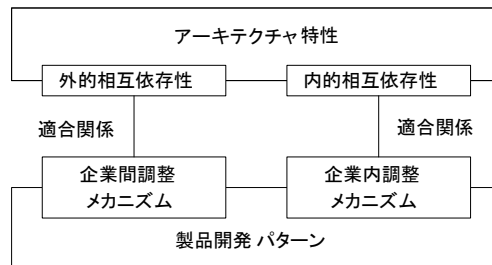 アーキテクチャ特性
外的相互依存性
内的相互依存性
適合関係
適合関係
企業間調整
メカニズム
企業内調整
メカニズム
製品開発 パターン